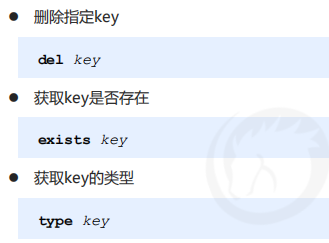 ● 删除指定key
del key
● 获取key是否存在
exists key
● 获取key的类型
type key